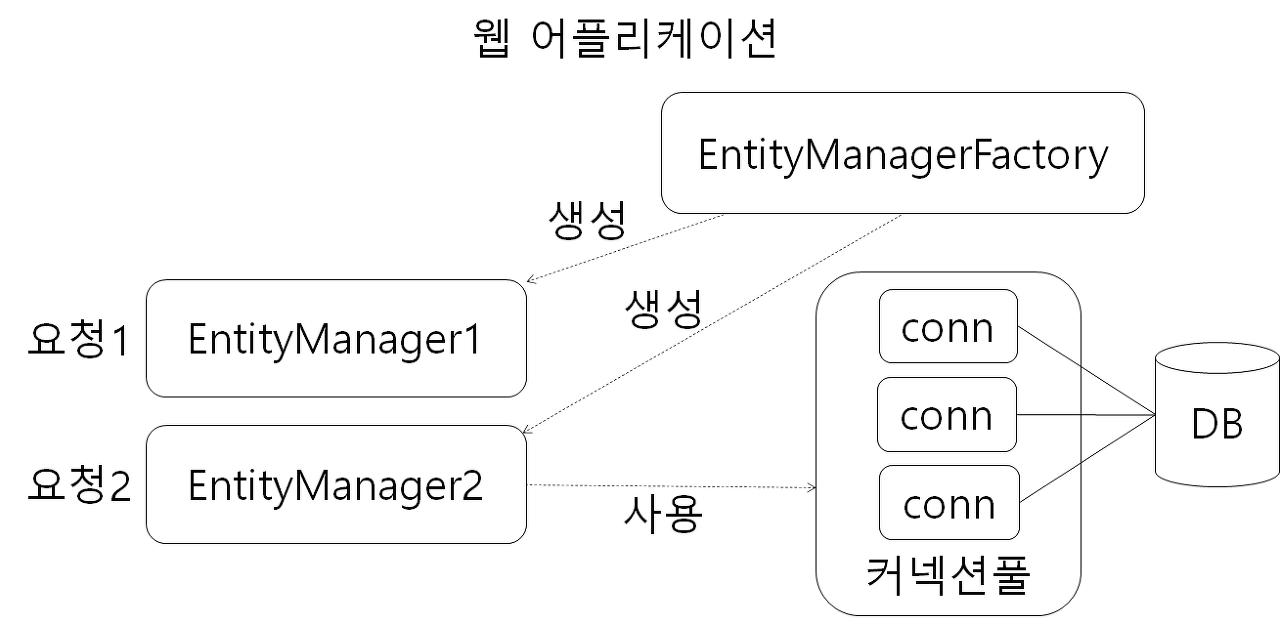 웹 어플리케이션
EntityManagerFactory
생성
생성
요청1
EntityManager1
conn
conn
DB
요청2
EntityManager2
사용
conn
커넥션풀